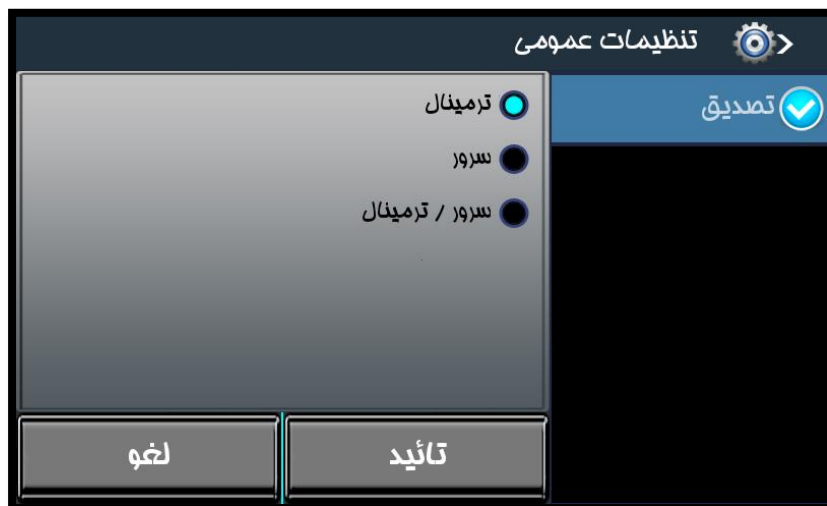 تنظیمات عمومی
تصدیق
ترمینال
سرور
سرور / ترمینال
تائید
لغو